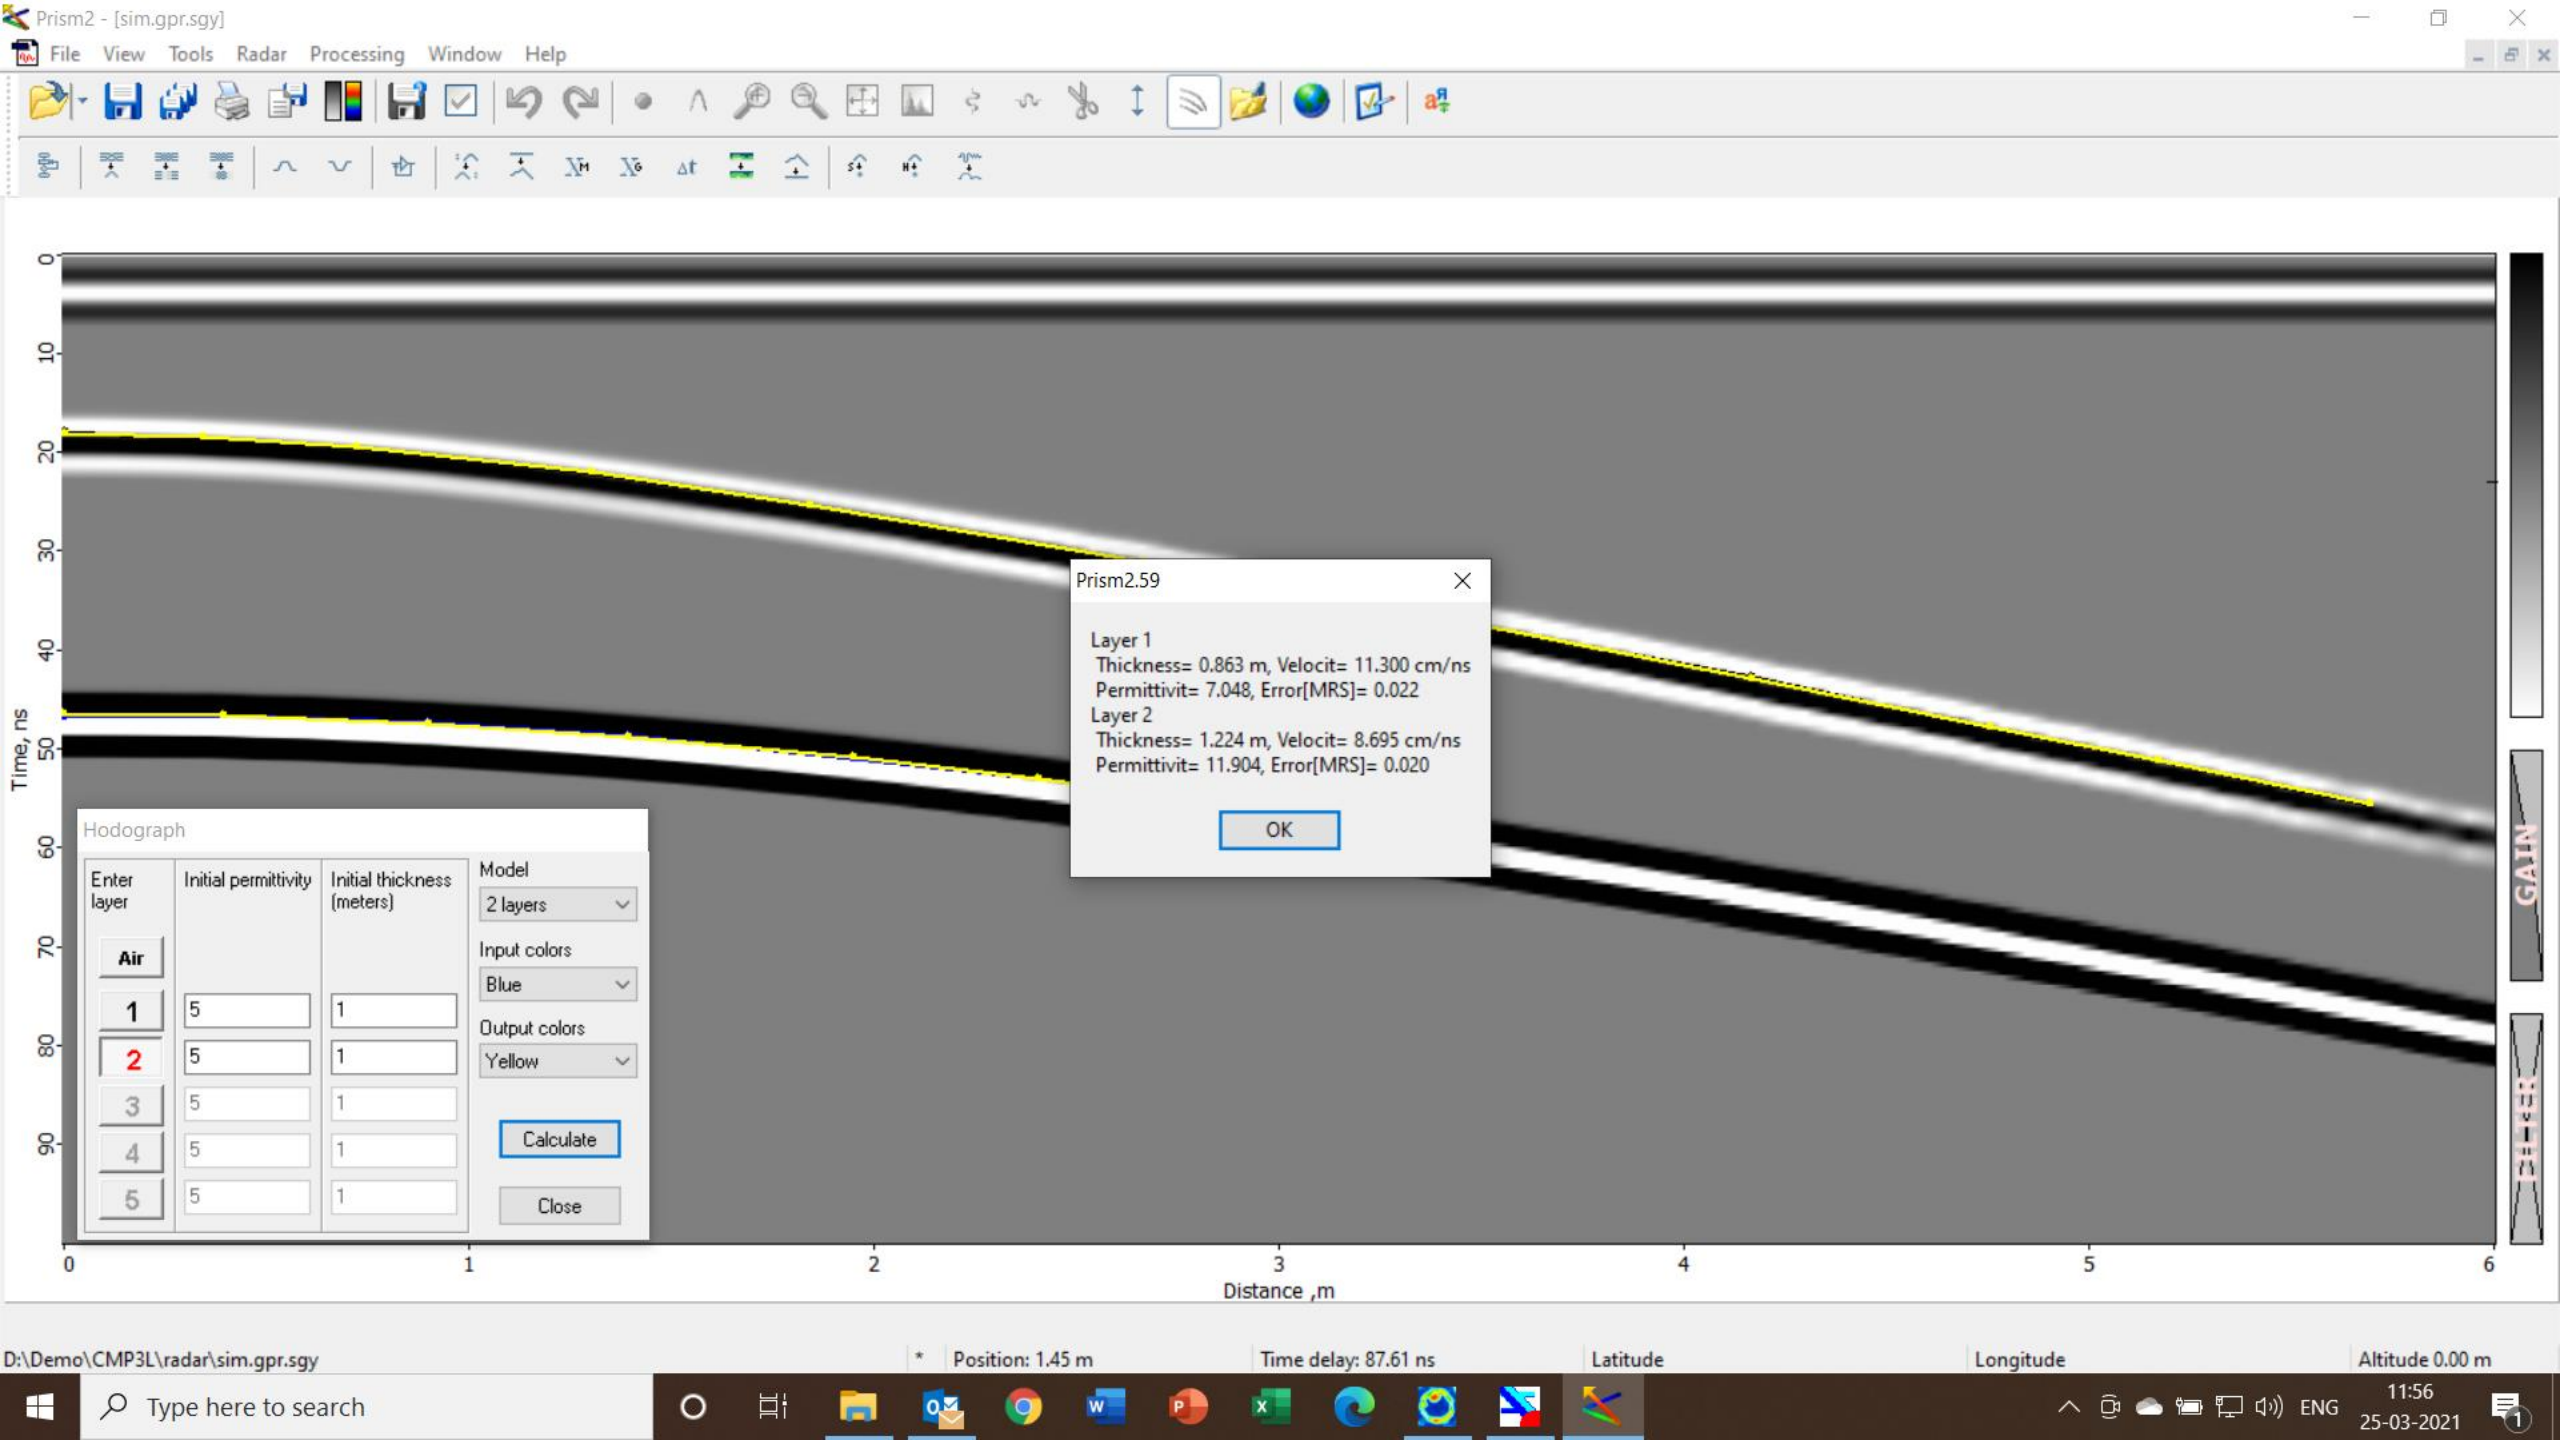 Prism2 - [sim.gpr.sgy]
File View Tools Radar Processing Window Help
0
10
20
30
40
50
60
70
80
90
Time, ns
Prism2.59
Layer 1
Thickness= 0.863 m, Velocit= 11.300 cm/ns
Permittivit= 7.048, Error[MRS]= 0.022
Layer 2
Thickness= 1.224 m, Velocit= 8.695 cm/ns
Permittivit= 11.904, Error[MRS]= 0.020
OK
Hodograph
Enter layer
Initial permittivity
Initial thickness (meters)
Air
1 5 1
2 5 1
3 5 1
4 5 1
5 5 1
Model
2 layers
Input colors
Blue
Output colors
Yellow
Calculate
Close
GAIN
FILTER
0 1 2 3 4 5 6
Distance ,m
D:\Demo\CMP3L\radar\sim.gpr.sgy * Position: 1.45 m Time delay: 87.61 ns Latitude Longitude Altitude 0.00 m
Type here to search
ENG
11:56
25-03-2021
1